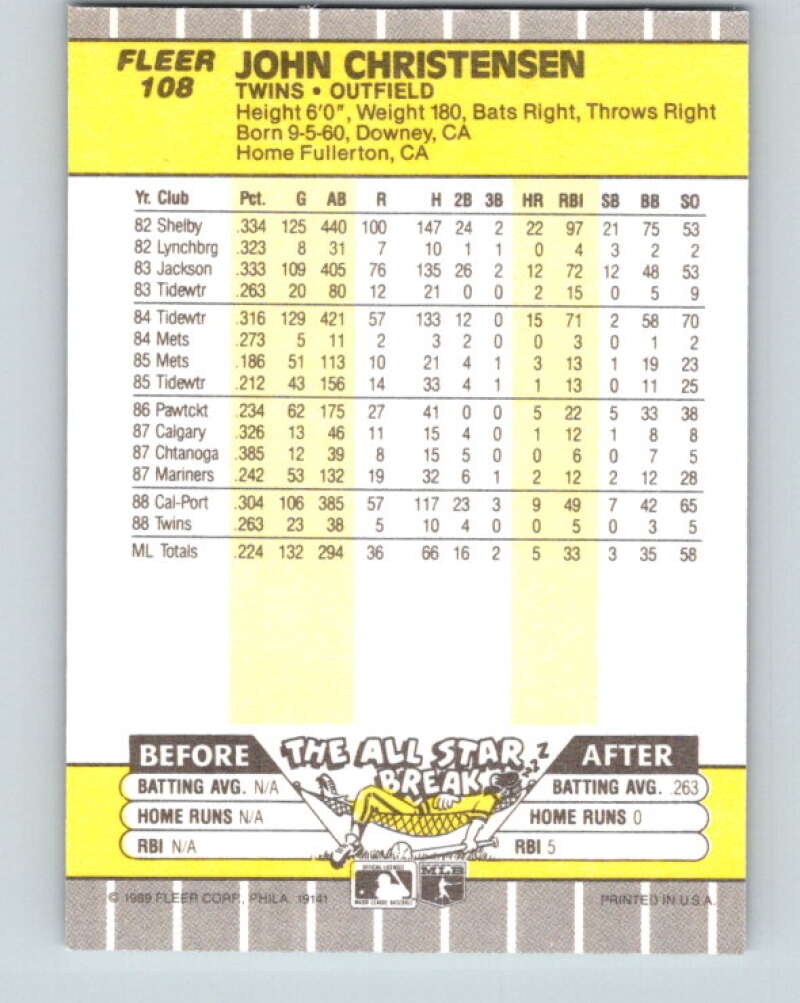 FLEER
108
JOHN CHRISTENSEN
TWINS • OUTFIELD
Height 6'0", Weight 180, Bats Right, Throws Right
Born 9-5-60, Downey, CA
Home Fullerton, CA
Yr. Club Pct. G AB R H 2B 3B HR RBI SB BB SO
82 Shelby .334 125 440 100 147 24 2 22 97 21 75 53
82 Lynchbrg .323 8 31 7 10 1 1 0 4 3 2 2
83 Jackson .333 109 405 76 135 26 2 12 72 12 48 53
83 Tidewtr .263 20 80 12 21 0 0 2 15 0 5 9
84 Tidewtr .316 129 421 57 133 12 0 15 71 2 58 70
84 Mets .273 5 11 2 3 2 0 0 3 0 1 2
85 Mets .186 51 113 10 21 4 1 3 13 1 19 23
85 Tidewtr .212 43 156 14 33 4 1 1 13 0 11 25
86 Pawtckt .234 62 175 27 41 0 0 5 22 5 33 38
87 Calgary .326 13 46 11 15 4 0 1 12 1 8 8
87 Chtanoga .385 12 39 8 15 5 0 0 6 0 7 5
87 Mariners .242 53 132 19 32 6 1 2 12 2 12 28
88 Cal-Port .304 106 385 57 117 23 3 9 49 7 42 65
88 Twins .263 23 38 5 10 4 0 0 5 0 3 5
ML Totals .224 132 294 36 66 16 2 5 33 3 35 58
BEFORE THE ALL STAR BREAK ZZZZ AFTER
BATTING AVG. N/A BATTING AVG. .263
HOME RUNS N/A HOME RUNS 0
RBI N/A RBI 5
OFFICIAL LICENSEE
MAJOR LEAGUE BASEBALL
MLB
© 1989 FLEER CORP., PHILA. 19141 PRINTED IN U.S.A.